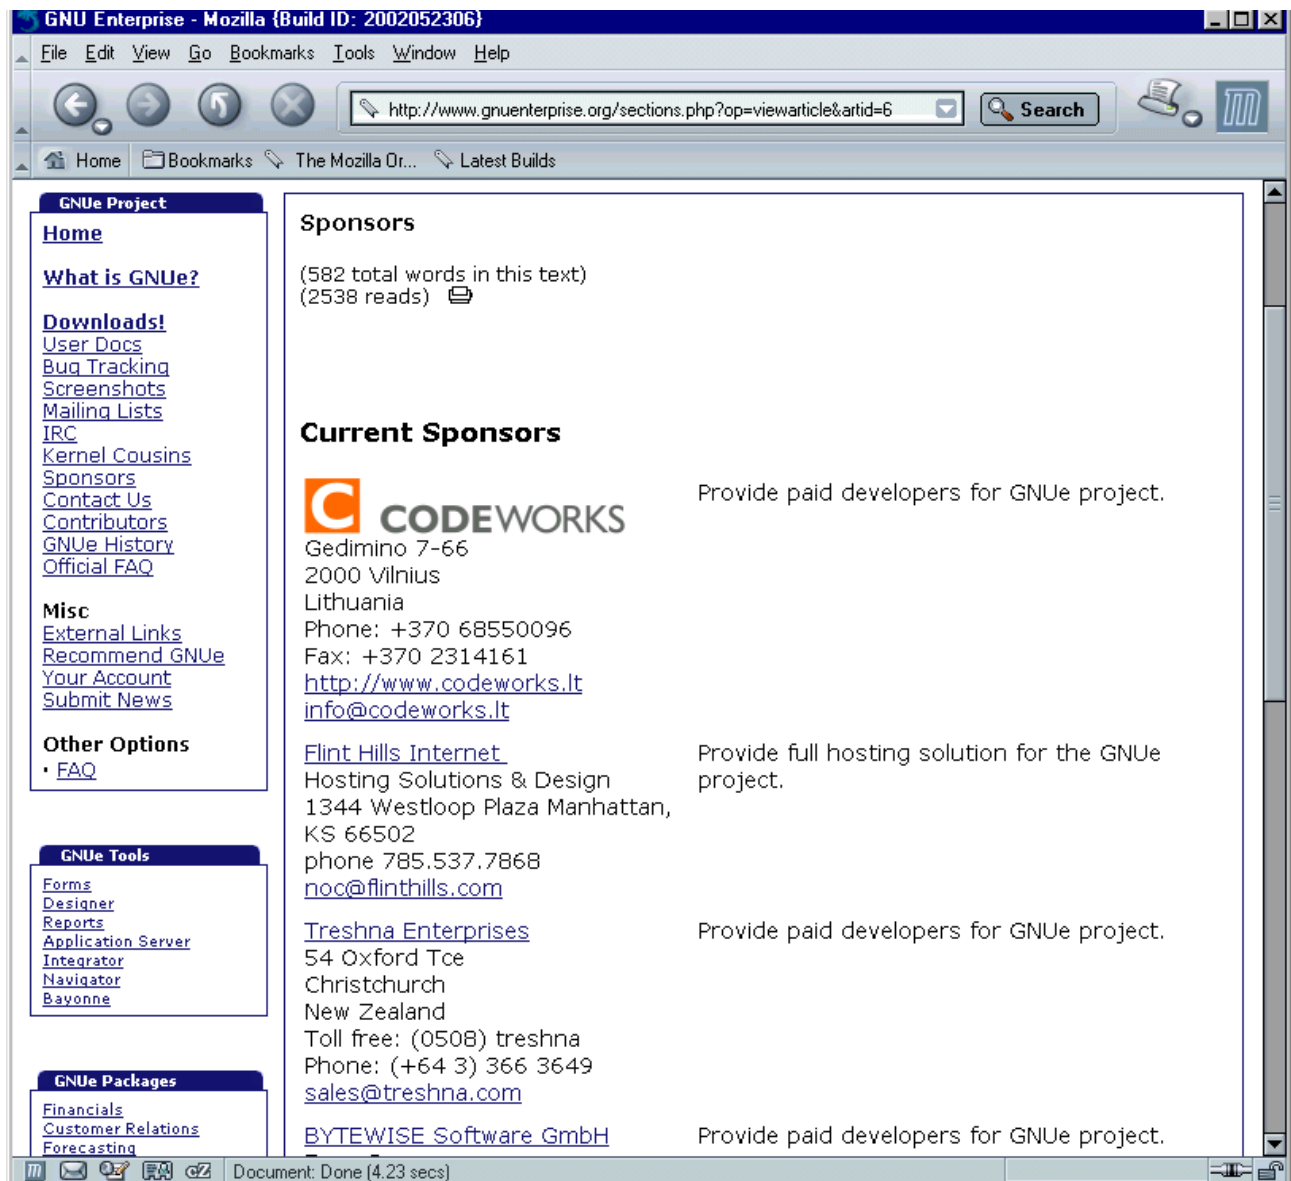 GNU Enterprise - Mozilla {Build ID: 2002052306}
File Edit View Go Bookmarks Tools Window Help
http://www.gnuenterprise.org/sections.php?op=viewarticle&artid=6 Search
Home Bookmarks The Mozilla Or... Latest Builds
GNUe Project
Home
What is GNUe?
Downloads!
User Docs
Bug Tracking
Screenshots
Mailing Lists
IRC
Kernel Cousins
Sponsors
Contact Us
Contributors
GNUe History
Official FAQ
Misc
External Links
Recommend GNUe
Your Account
Submit News
Other Options
· FAQ
GNUe Tools
Forms
Designer
Reports
Application Server
Integrator
Navigator
Bayonne
GNUe Packages
Financials
Customer Relations
Forecasting
Sponsors
(582 total words in this text)
(2538 reads)
Current Sponsors
C CODEWORKS
Gedimino 7-66
2000 Vilnius
Lithuania
Phone: +370 68550096
Fax: +370 2314161
http://www.codeworks.lt
info@codeworks.lt
Provide paid developers for GNUe project.
Flint Hills Internet
Hosting Solutions & Design
1344 Westloop Plaza Manhattan,
KS 66502
phone 785.537.7868
noc@flinthills.com
Provide full hosting solution for the GNUe
project.
Treshna Enterprises
54 Oxford Tce
Christchurch
New Zealand
Toll free: (0508) treshna
Phone: (+64 3) 366 3649
sales@treshna.com
Provide paid developers for GNUe project.
BYTEWISE Software GmbH
Provide paid developers for GNUe project.
Document: Done (4.23 secs)